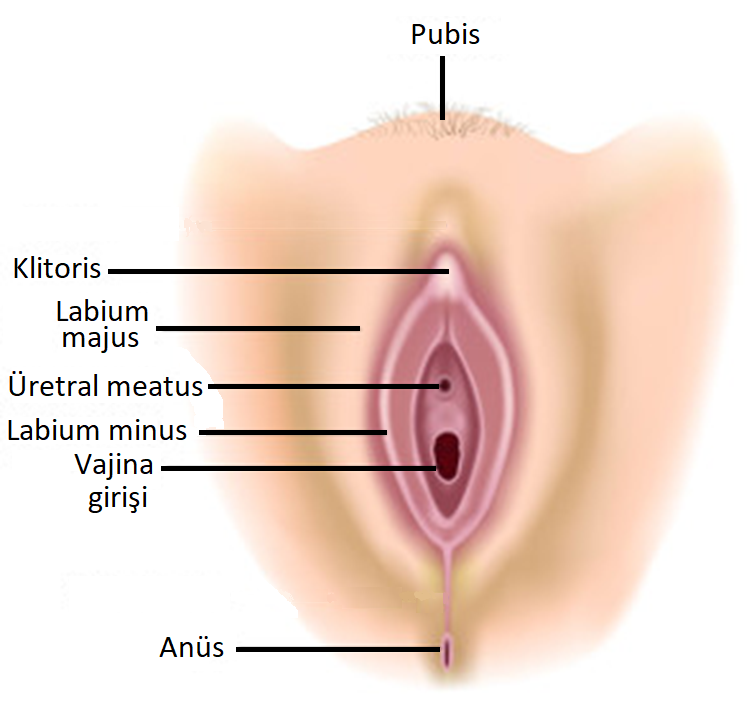 Pubis
Klitoris
Labium
majus
Üretral meatus
Labium minus
Vajina
girişi
Anüs